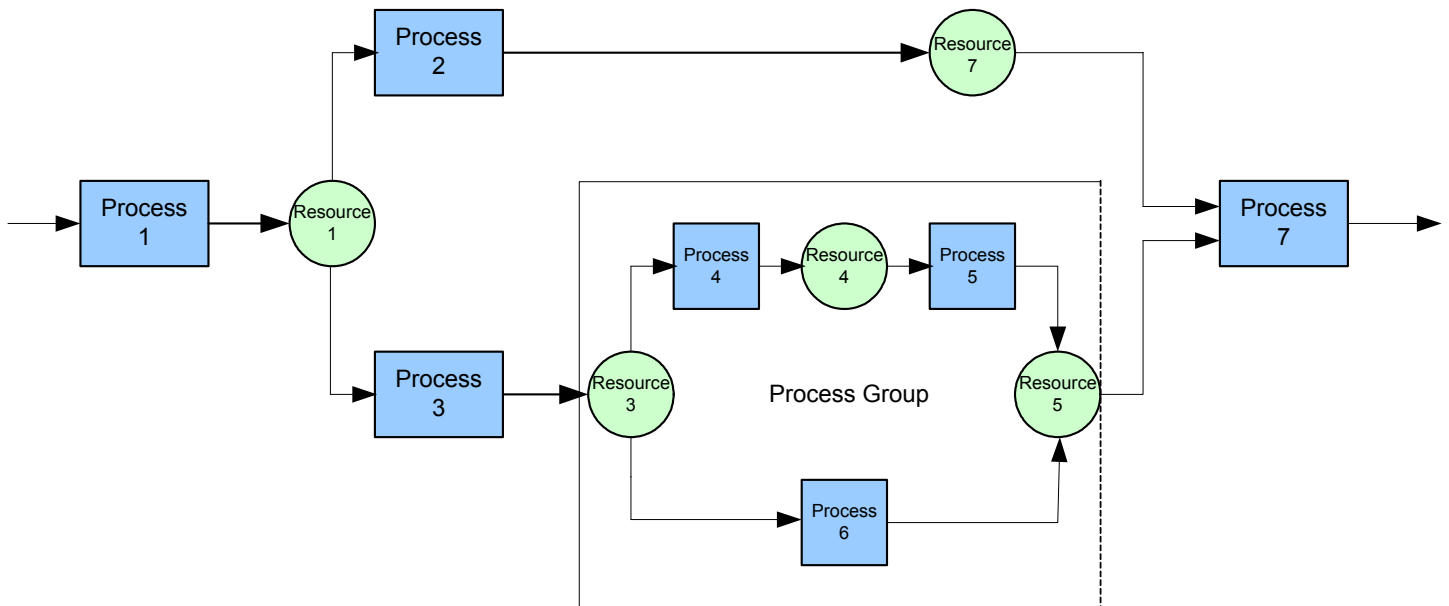 Process
2
Resource
7
Process
1
Resource
1
Process
7
Process
4
Resource
4
Process
5
Process
3
Resource
3
Process Group
Resource
5
Process
6